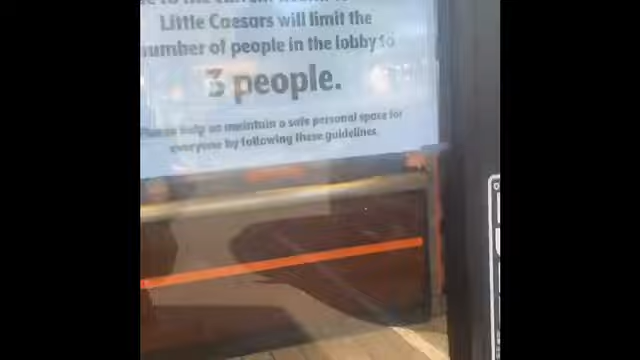 Little Caesars will limit the
number of people in the lobby to
3 people.
help us maintain a safe personal space for
everyone by following these guidelines.